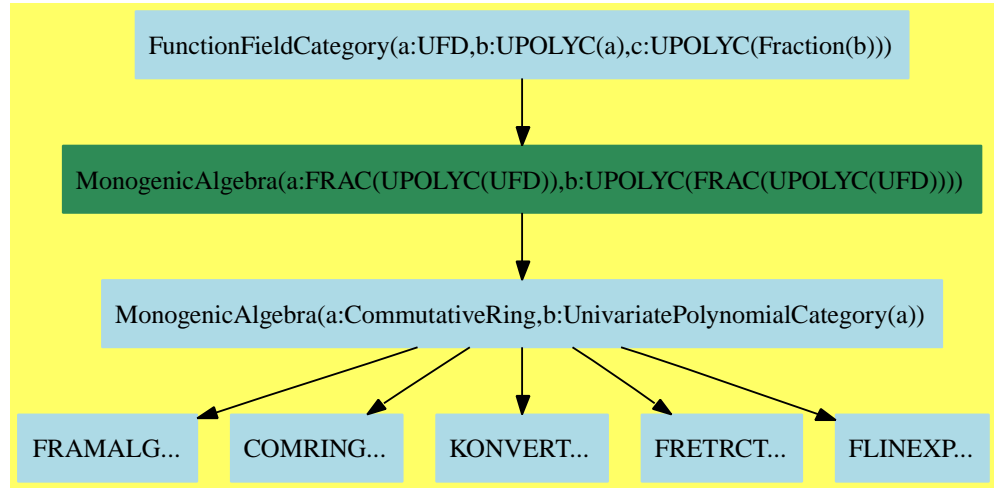 FunctionFieldCategory(a:UFD,b:UPOLYC(a),c:UPOLYC(Fraction(b)))
MonogenicAlgebra(a:FRAC(UPOLYC(UFD)),b:UPOLYC(FRAC(UPOLYC(UFD))))
MonogenicAlgebra(a:CommutativeRing,b:UnivariatePolynomialCategory(a))
FRAMALG...
COMRING...
KONVERT...
FRETRCT...
FLINEXP...